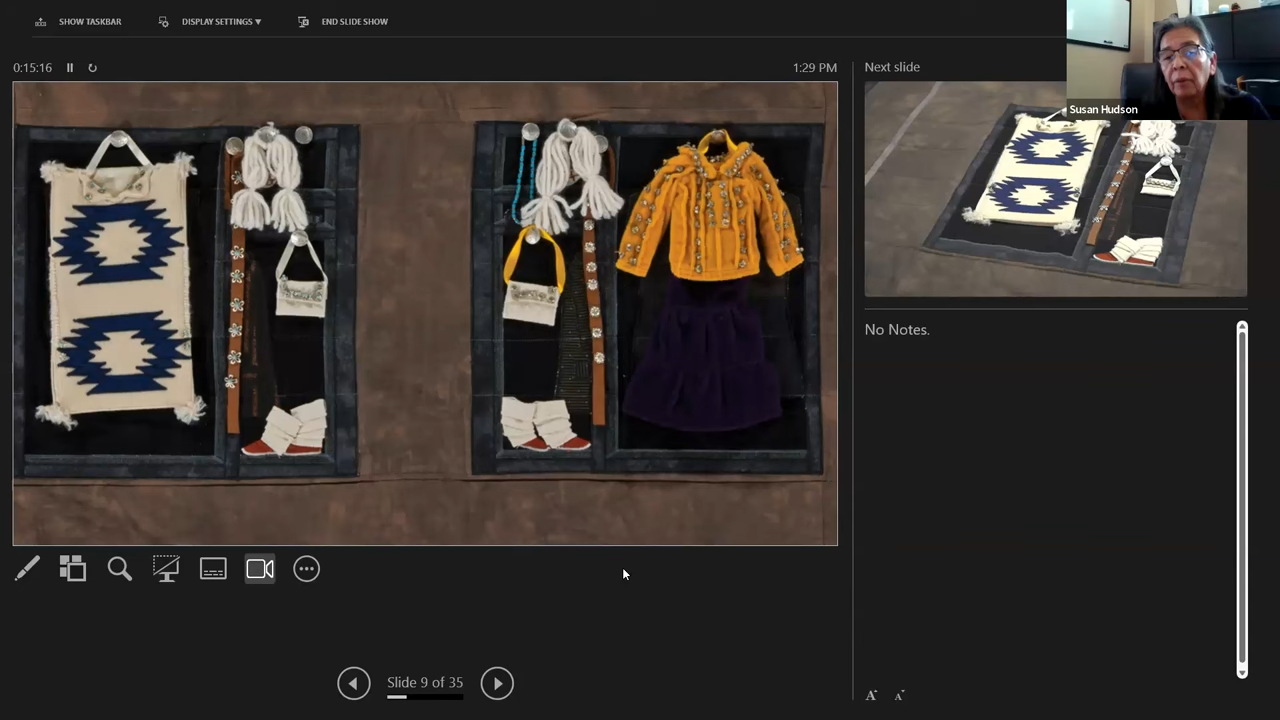 SHOW TASKBAR
DISPLAY SETTINGS ▼
END SLIDE SHOW
0:15:16
1:29 PM
Next slide
Susan Hudson
No Notes.
Slide 9 of 35
A
A